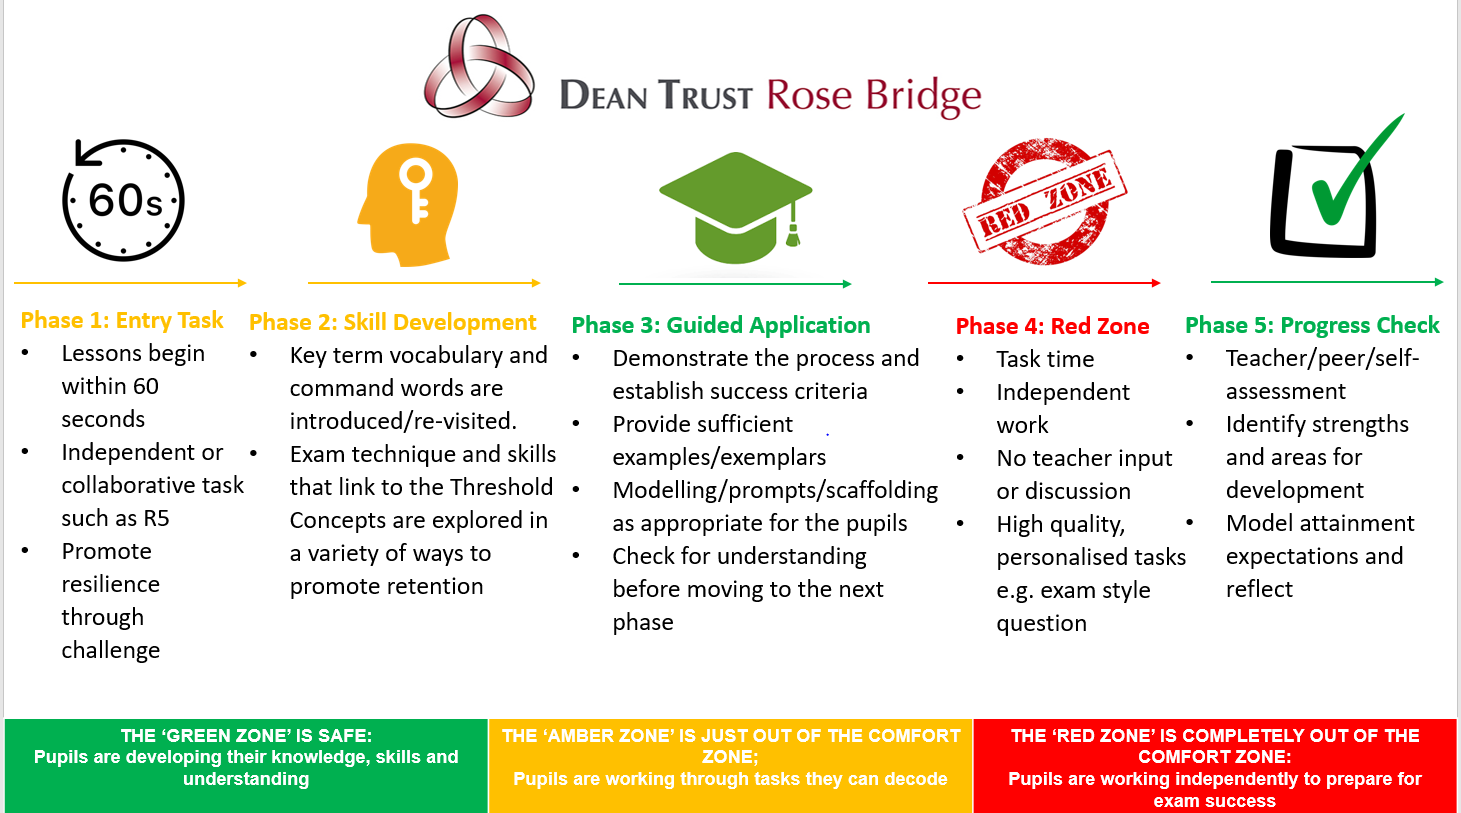 DEAN TRUST Rose Bridge
60s
RED ZONE
Phase 1: Entry Task
• Lessons begin
within 60
seconds
• Independent or
collaborative task
such as R5
• Promote
resilience
through
challenge
Phase 2: Skill Development
• Key term vocabulary and
command words are
introduced/re-visited.
• Exam technique and skills
that link to the Threshold
Concepts are explored in
a variety of ways to
promote retention
Phase 3: Guided Application
• Demonstrate the process and
establish success criteria
• Provide sufficient
examples/exemplars
• Modelling/prompts/scaffolding
as appropriate for the pupils
• Check for understanding
before moving to the next
phase
Phase 4: Red Zone
• Task time
• Independent
work
• No teacher input
or discussion
• High quality,
personalised tasks
e.g. exam style
question
Phase 5: Progress Check
• Teacher/peer/self-
assessment
• Identify strengths
and areas for
development
• Model attainment
expectations and
reflect
THE ‘GREEN ZONE’ IS SAFE:
Pupils are developing their knowledge, skills and
understanding
THE ‘AMBER ZONE’ IS JUST OUT OF THE COMFORT
ZONE;
Pupils are working through tasks they can decode
THE ‘RED ZONE’ IS COMPLETELY OUT OF THE
COMFORT ZONE:
Pupils are working independently to prepare for
exam success